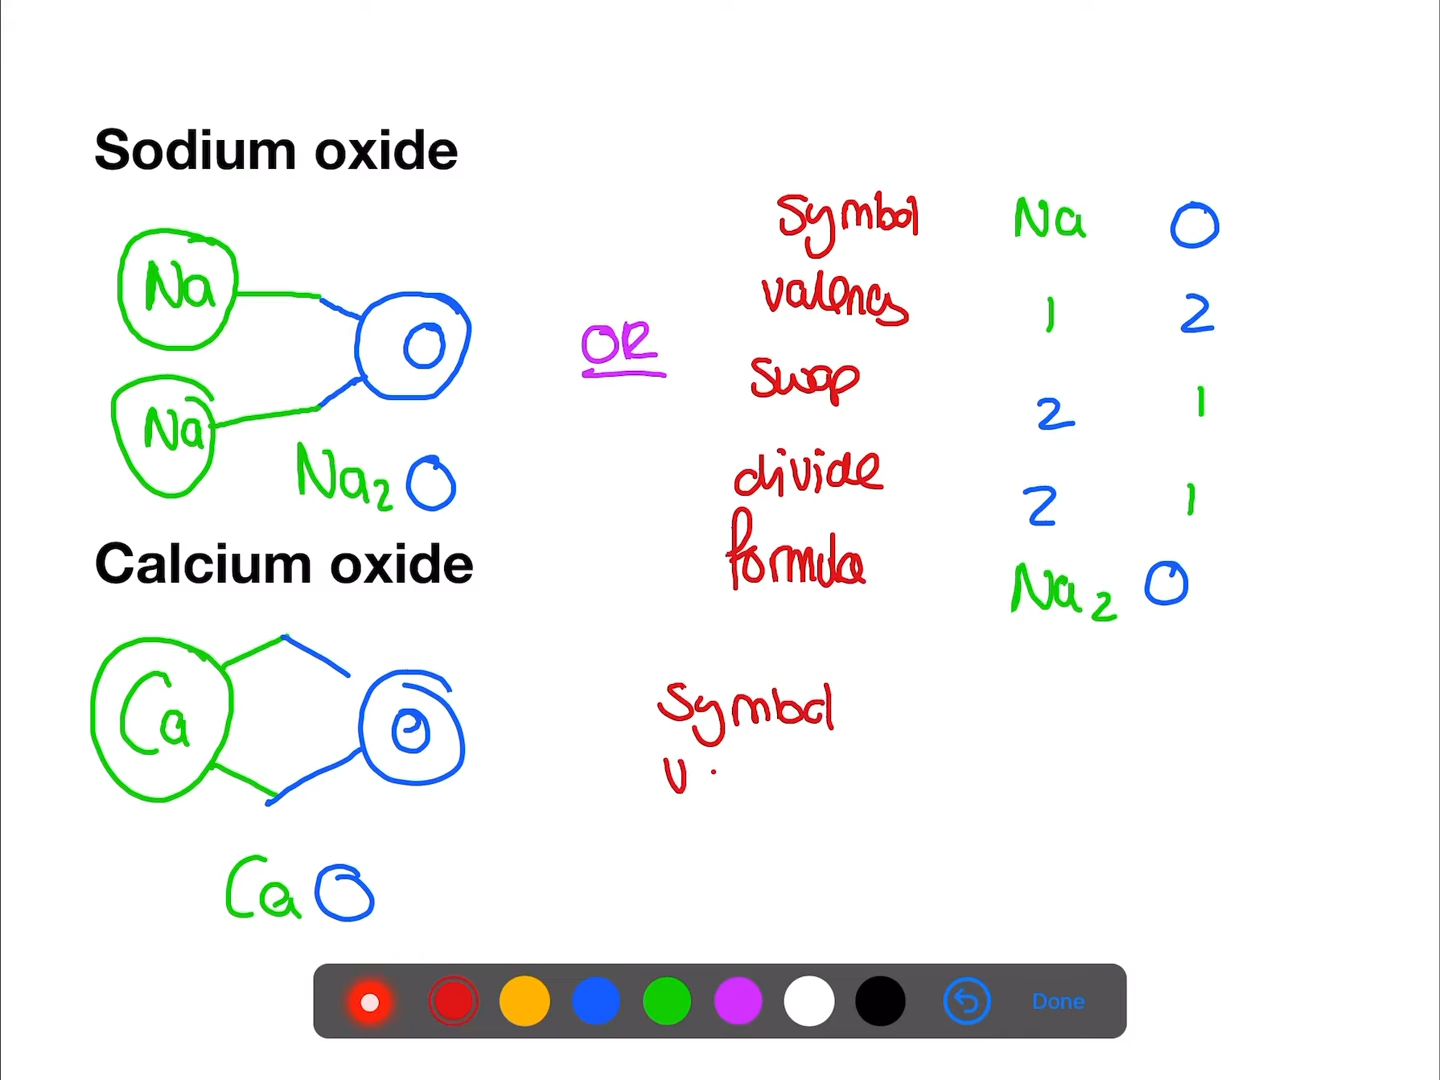 Sodium oxide
Na
O
Na
Na₂O
OR
Symbol Na O
valency 1 2
Swap 2 1
divide 2 1
formula Na₂ O
Calcium oxide
Ca
O
CaO
Symbol
v
Done